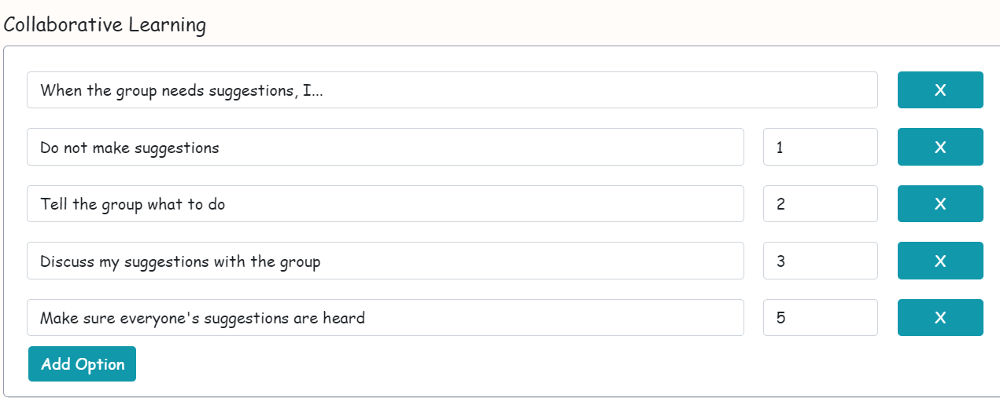 Collaborative Learning
When the group needs suggestions, I... X
Do not make suggestions 1 X
Tell the group what to do 2 X
Discuss my suggestions with the group 3 X
Make sure everyone's suggestions are heard 5 X
Add Option